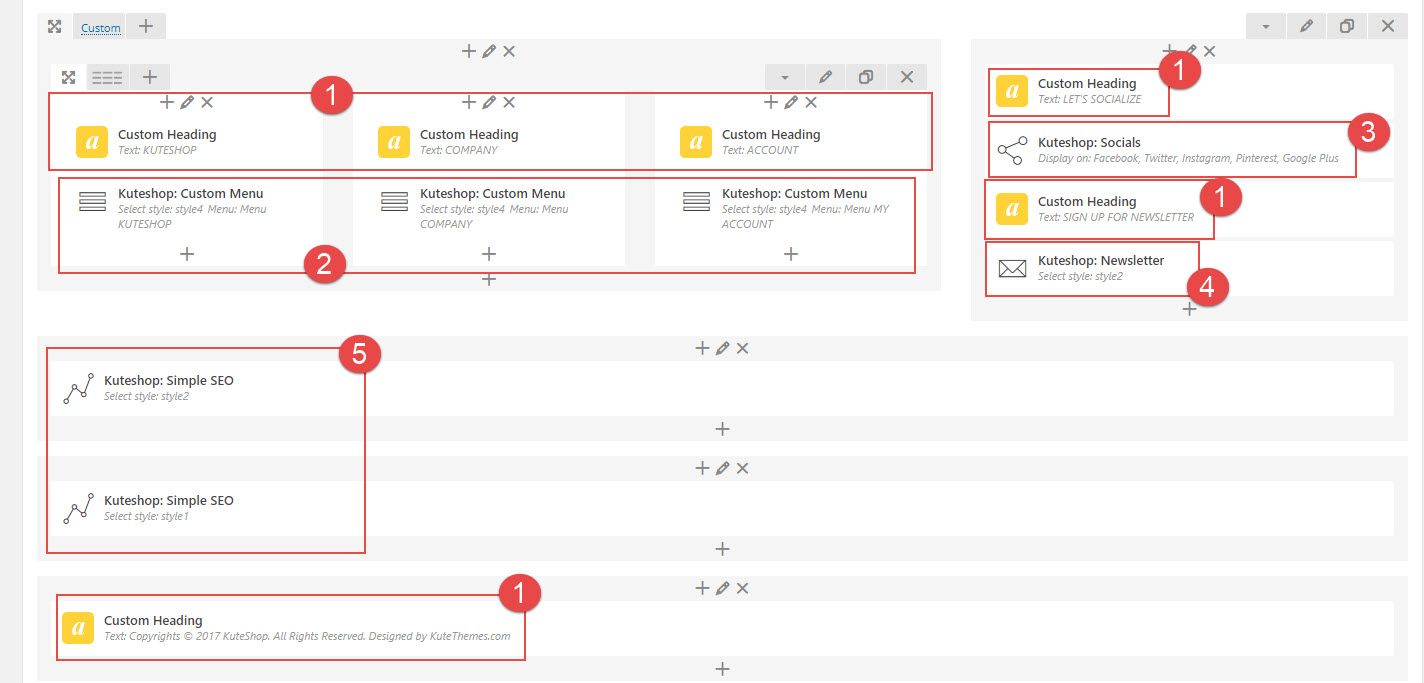 Custom
1
Custom Heading
Text: KUTESHOP
Custom Heading
Text: COMPANY
Custom Heading
Text: ACCOUNT
Kuteshop: Custom Menu
Select style: style4 Menu: Menu
KUTESHOP
Kuteshop: Custom Menu
Select style: style4 Menu: Menu
COMPANY
Kuteshop: Custom Menu
Select style: style4 Menu: Menu MY
ACCOUNT
2
1
a Custom Heading
Text: LET'S SOCIALIZE
3
Kuteshop: Socials
Display on: Facebook, Twitter, Instagram, Pinterest, Google Plus
1
a Custom Heading
Text: SIGN UP FOR NEWSLETTER
Kuteshop: Newsletter
Select style: style2
4
5
Kuteshop: Simple SEO
Select style: style2
Kuteshop: Simple SEO
Select style: style1
1
a Custom Heading
Text: Copyrights © 2017 KuteShop. All Rights Reserved. Designed by KuteThemes.com